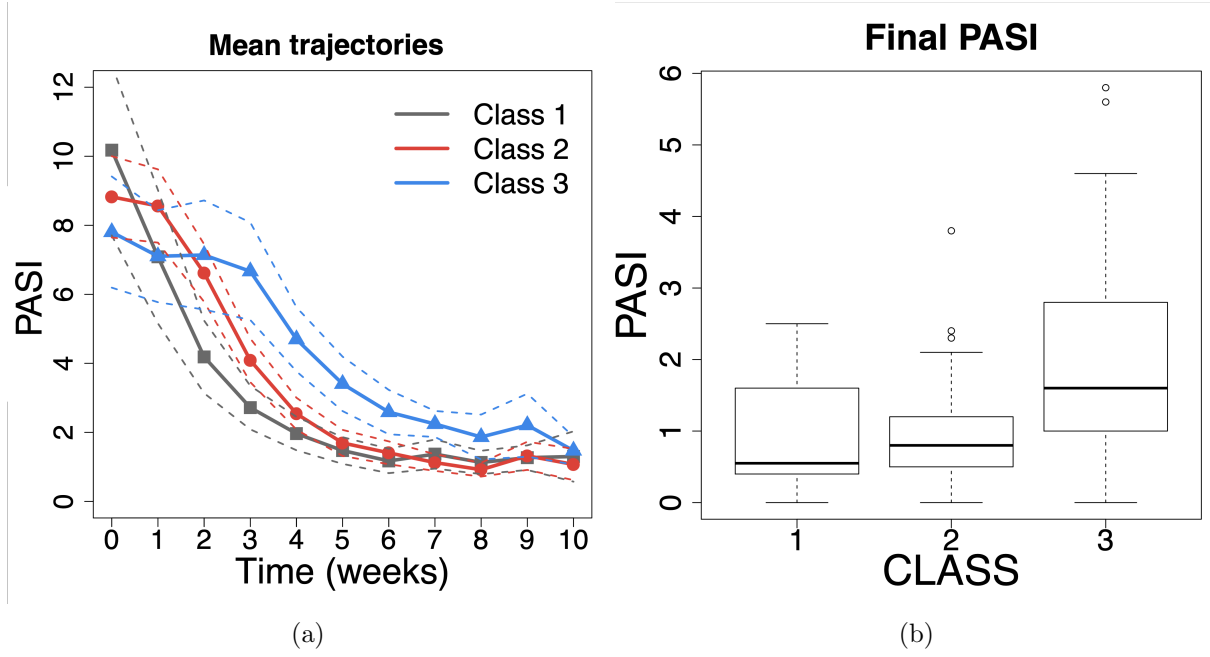 Mean trajectories
12
10
8
6
4
2
0
PASI
Class 1
Class 2
Class 3
0 1 2 3 4 5 6 7 8 9 10
Time (weeks)
(a)
Final PASI
6
5
4
3
2
1
0
PASI
1 2 3
CLASS
(b)